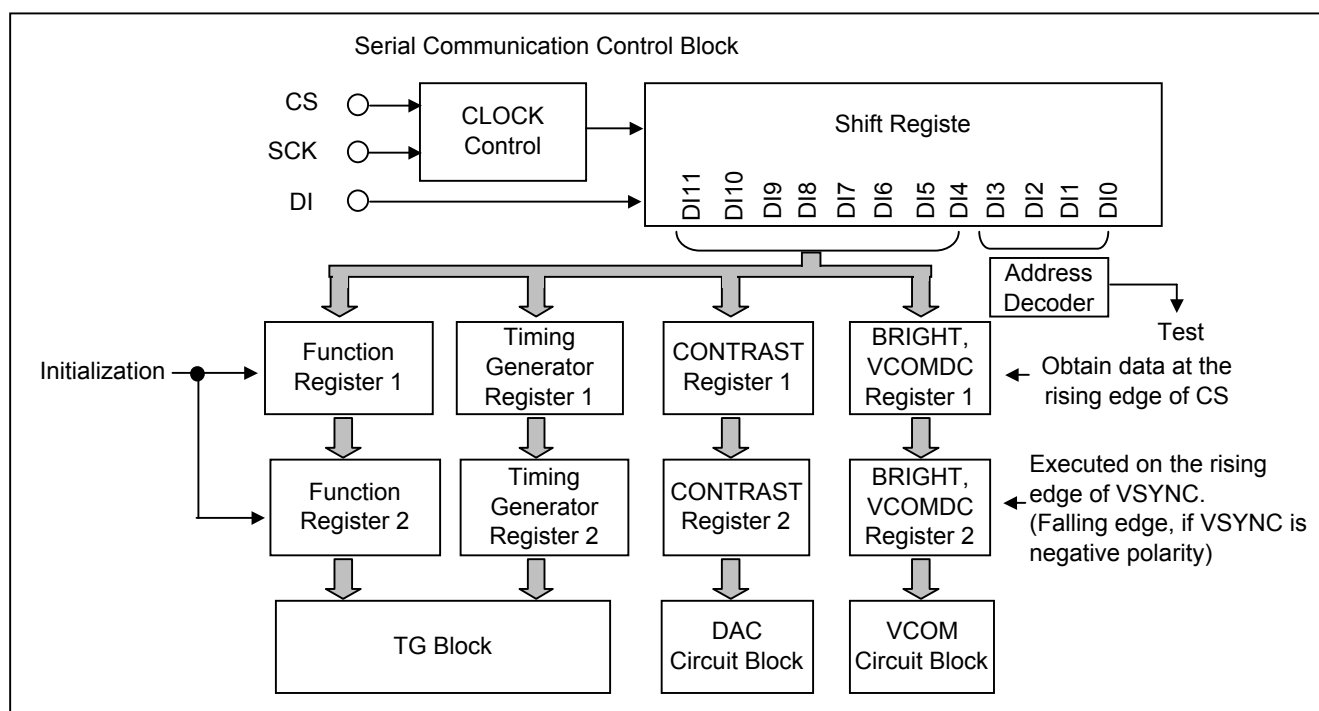 Serial Communication Control Block
CS
SCK
DI
CLOCK
Control
Shift Registe
DI11
DI10
DI9
DI8
DI7
DI6
DI5
DI4
DI3
DI2
DI1
DI0
Address
Decoder
Test
Initialization
Function
Register 1
Timing
Generator
Register 1
CONTRAST
Register 1
BRIGHT,
VCOMDC
Register 1
Obtain data at the
rising edge of CS
Function
Register 2
Timing
Generator
Register 2
CONTRAST
Register 2
BRIGHT,
VCOMDC
Register 2
Executed on the rising
edge of VSYNC.
(Falling edge, if VSYNC is
negative polarity)
TG Block
DAC
Circuit Block
VCOM
Circuit Block